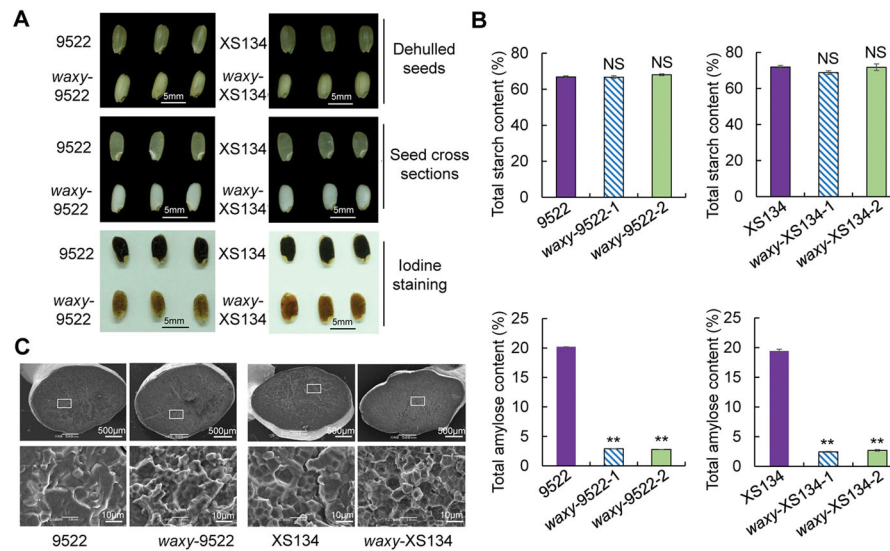 A
9522
XS134
waxy-
9522
waxy-
XS134
5mm
5mm
Dehulled
seeds
9522
XS134
waxy-
9522
waxy-
XS134
5mm
5mm
Seed cross
sections
9522
XS134
waxy-
9522
waxy-
XS134
5mm
5mm
Iodine
staining
B
Total starch content (%)
80
60
40
20
0
NS
NS
9522
waxy-9522-1
waxy-9522-2
Total starch content (%)
80
60
40
20
0
NS
NS
XS134
waxy-XS134-1
waxy-XS134-2
Total amylose content (%)
25
20
15
10
5
0
**
**
9522
waxy-9522-1
waxy-9522-2
Total amylose content (%)
25
20
15
10
5
0
**
**
XS134
waxy-XS134-1
waxy-XS134-2
C
500μm
500μm
500μm
500μm
10μm
10μm
10μm
10μm
9522
waxy-9522
XS134
waxy-XS134